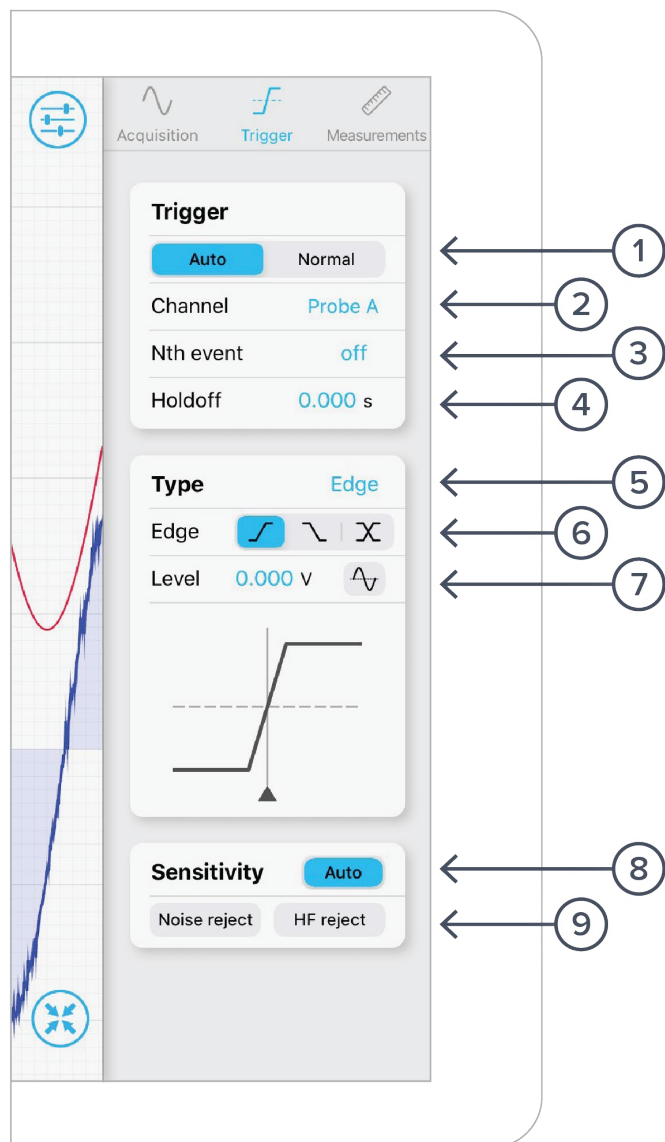 Acquisition Trigger Measurements
Trigger
Auto Normal 1
Channel Probe A 2
Nth event off 3
Holdoff 0.000 s 4
Type Edge 5
Edge 6
Level 0.000 V 7
Sensitivity Auto 8
Noise reject HF reject 9